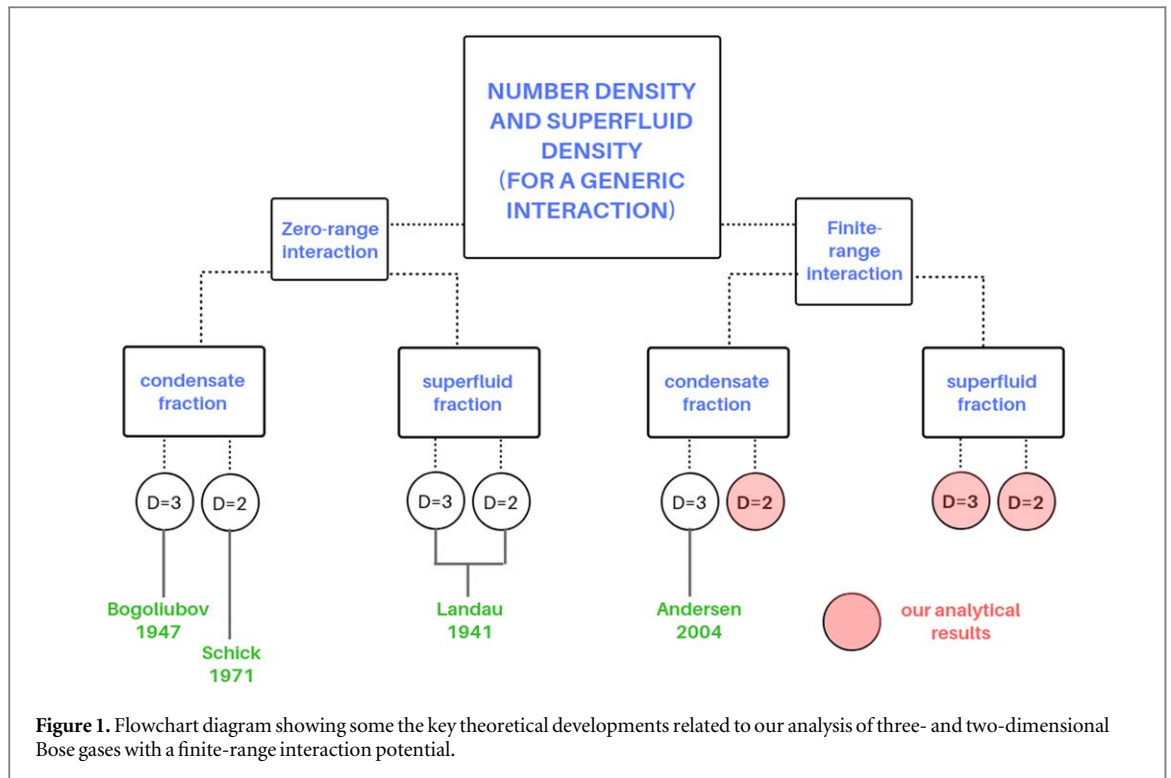 NUMBER DENSITY
AND SUPERFLUID
DENSITY
(FOR A GENERIC
INTERACTION)
Zero-range
interaction
Finite-
range
interaction
condensate
fraction
superfluid
fraction
condensate
fraction
superfluid
fraction
D=3
D=2
D=3
D=2
D=3
D=2
D=3
D=2
Bogoliubov
1947
Schick
1971
Landau
1941
Andersen
2004
our analytical
results
Figure 1. Flowchart diagram showing some the key theoretical developments related to our analysis of three- and two-dimensional
Bose gases with a finite-range interaction potential.